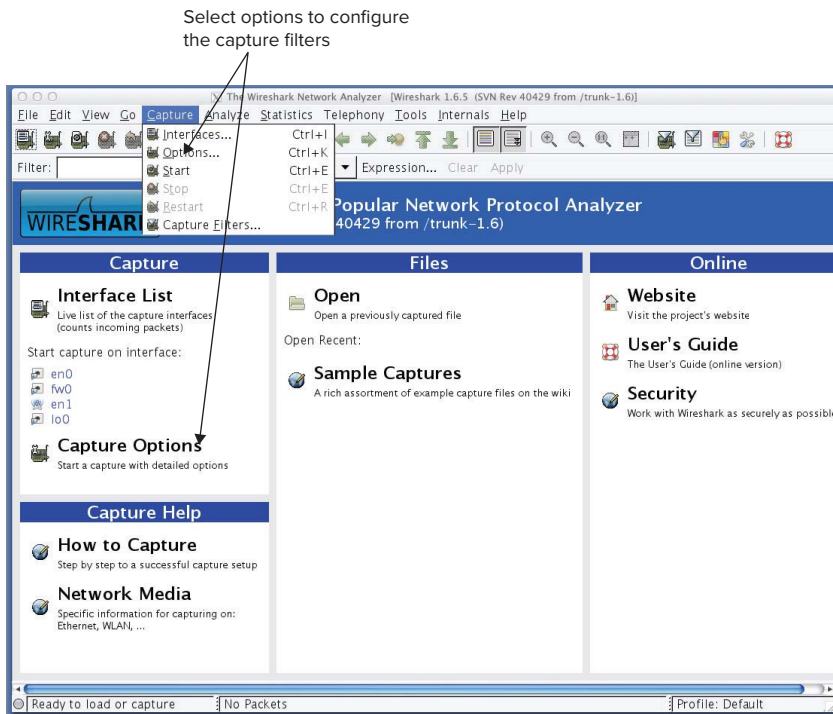 Select options to configure
the capture filters
The Wireshark Network Analyzer [Wireshark 1.6.5 (SVN Rev 40429 from /trunk-1.6)]
File Edit View Go Capture Analyze Statistics Telephony Tools Internals Help
Interfaces... Ctrl+I
Options... Ctrl+K
Start Ctrl+E
Stop Ctrl+E
Restart Ctrl+R
Capture Filters...
Filter: Expression... Clear Apply
WIRESHARK
Popular Network Protocol Analyzer
40429 from /trunk-1.6)
Capture
Interface List
Live list of the capture interfaces
(counts incoming packets)
Start capture on interface:
en0
fw0
en1
lo0
Capture Options
Start a capture with detailed options
Capture Help
How to Capture
Step by step to a successful capture setup
Network Media
Specific information for capturing on:
Ethernet, WLAN, ...
Files
Open
Open a previously captured file
Open Recent:
Sample Captures
A rich assortment of example capture files on the wiki
Online
Website
Visit the project's website
User's Guide
The User's Guide (online version)
Security
Work with Wireshark as securely as possible
Ready to load or capture No Packets Profile: Default